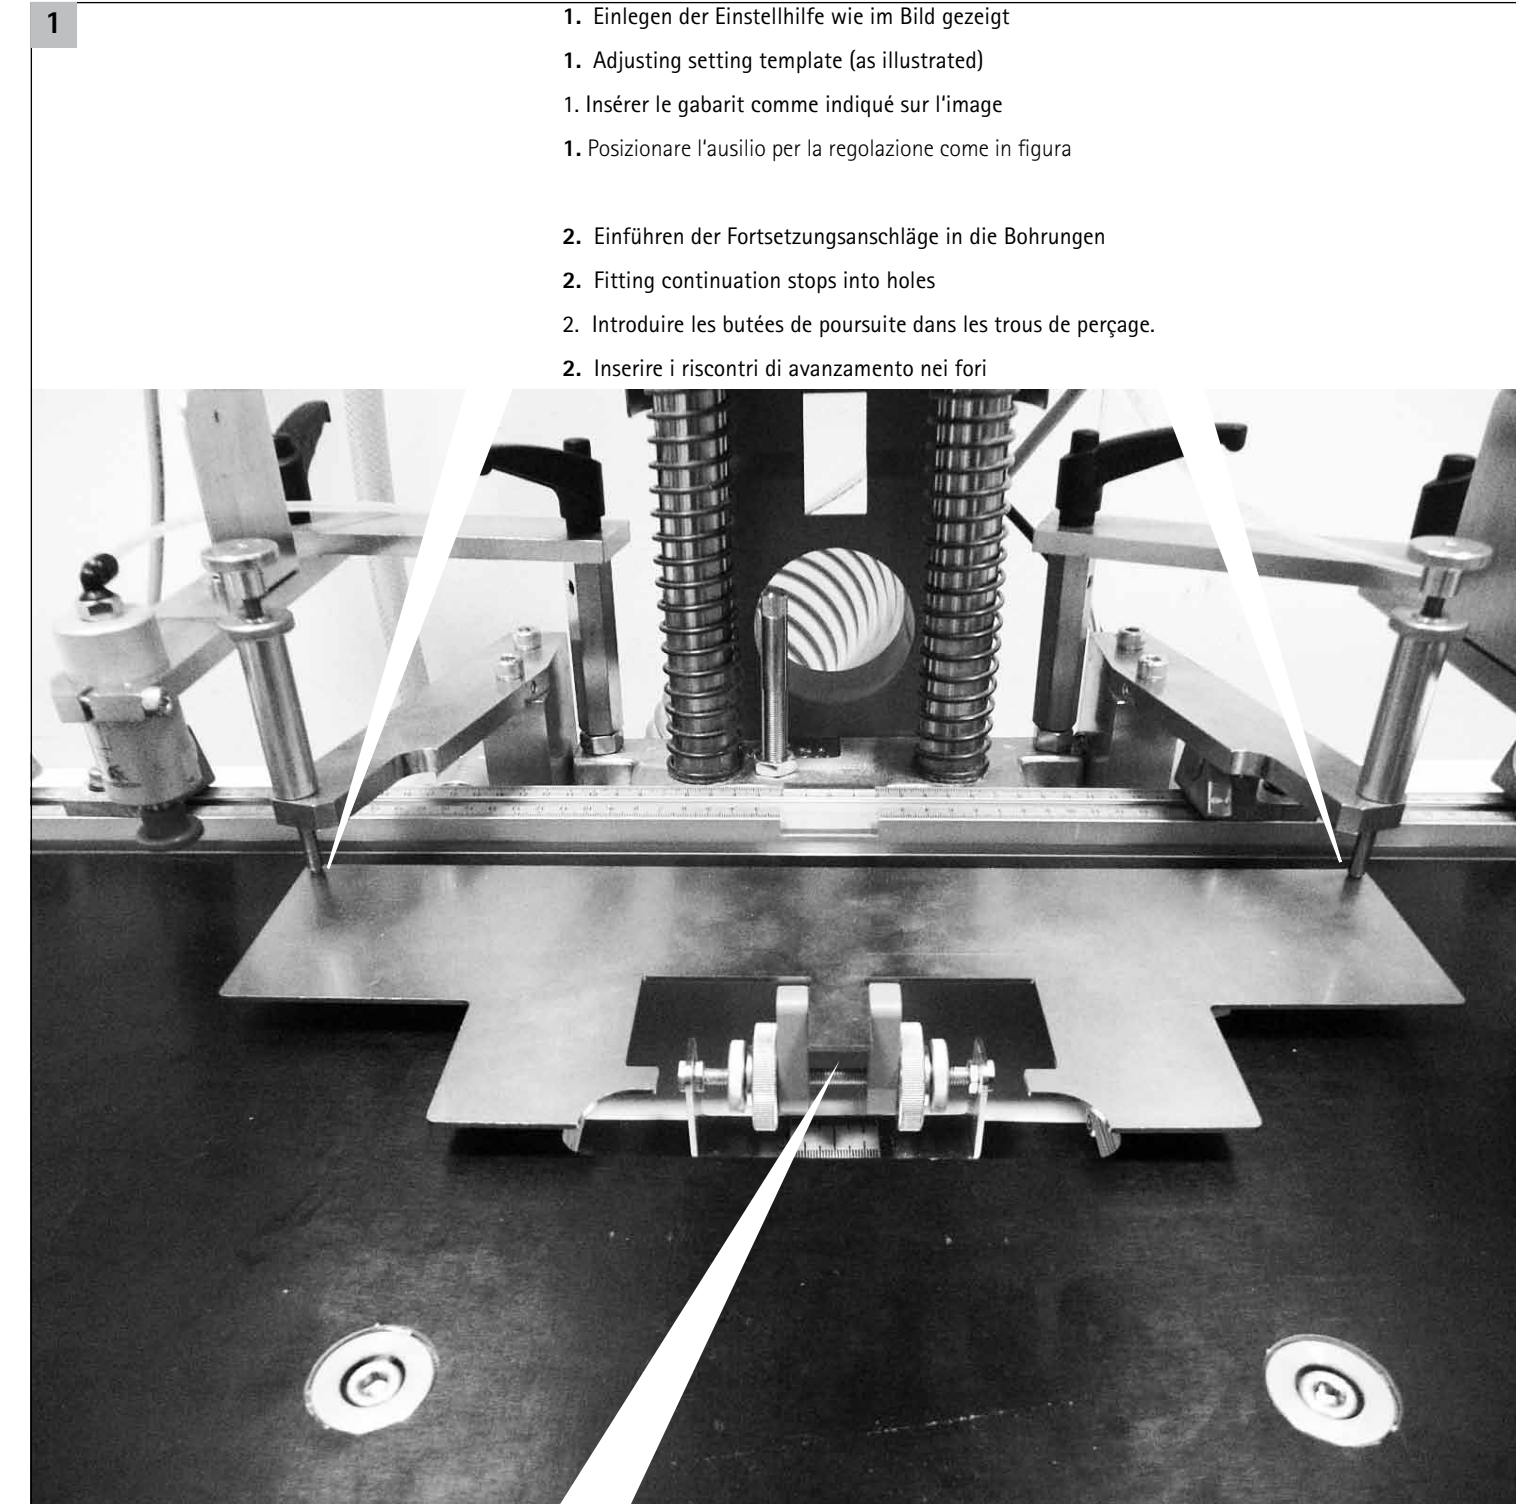 1
1. Einlegen der Einstellhilfe wie im Bild gezeigt
1. Adjusting setting template (as illustrated)
1. Insérer le gabarit comme indiqué sur l'image
1. Posizionare l'ausilio per la regolazione come in figura
2. Einführen der Fortsetzungsanschläge in die Bohrungen
2. Fitting continuation stops into holes
2. Introduire les butées de poursuite dans les trous de perçage.
2. Inserire i riscontri di avanzamento nei fori